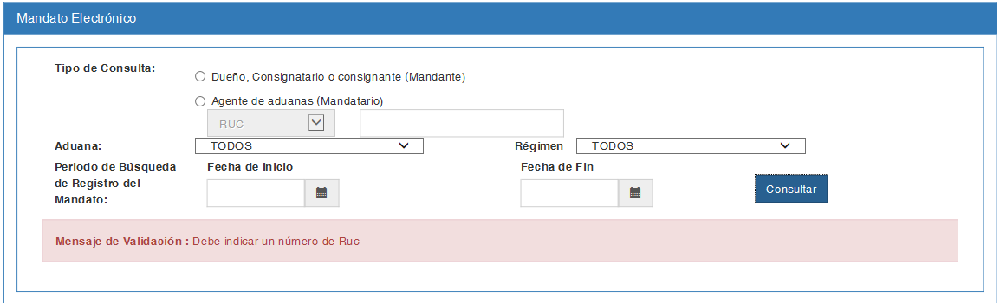 Mandato Electrónico
Tipo de Consulta:
Dueño, Consignatario o consignante (Mandante)
Agente de aduanas (Mandatario)
RUC
Aduana: TODOS Régimen TODOS
Periodo de Búsqueda Fecha de Inicio Fecha de Fin
de Registro del
Mandato:
Consultar
Mensaje de Validación : Debe indicar un número de Ruc